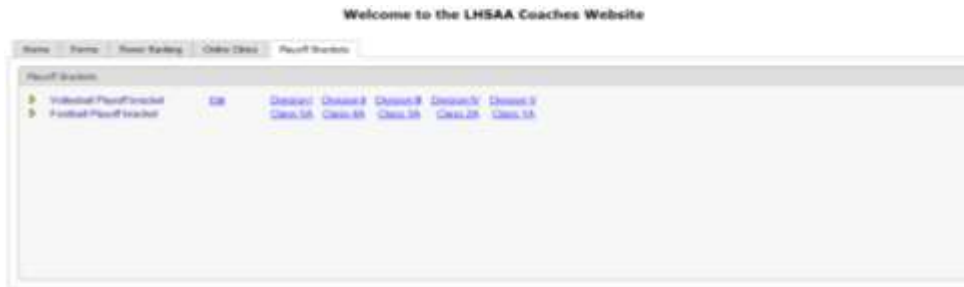 Welcome to the LHSAA Coaches Website
Home Forms Power Ranking Online Clinics Playoff Brackets
Playoff Brackets
Volleyball Playoff bracket Edit Division I Division II Division III Division IV Division V
Football Playoff bracket Class 5A Class 4A Class 3A Class 2A Class 1A